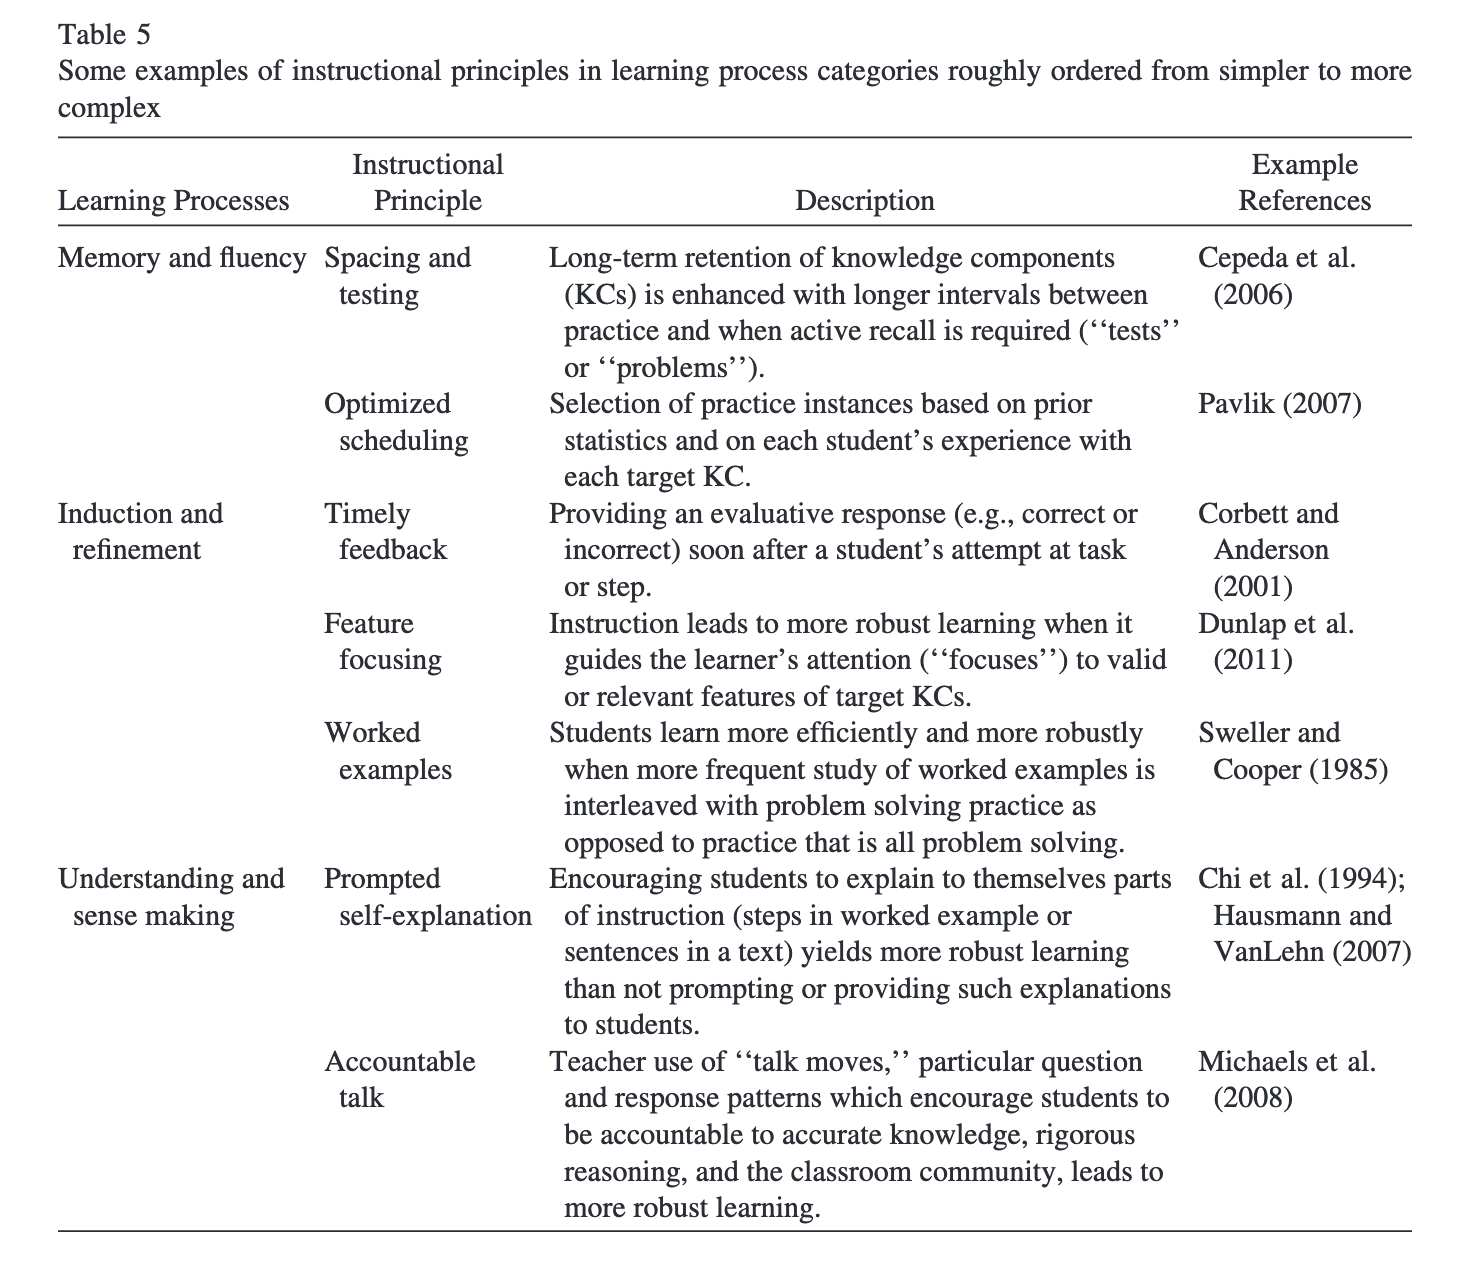 Table 5
Some examples of instructional principles in learning process categories roughly ordered from simpler to more
complex
Learning Processes
Instructional
Principle
Description
Example
References
Memory and fluency
Spacing and
testing
Long-term retention of knowledge components
(KCs) is enhanced with longer intervals between
practice and when active recall is required (‘‘tests’’
or ‘‘problems’’).
Cepeda et al.
(2006)
Optimized
scheduling
Selection of practice instances based on prior
statistics and on each student’s experience with
each target KC.
Pavlik (2007)
Induction and
refinement
Timely
feedback
Providing an evaluative response (e.g., correct or
incorrect) soon after a student’s attempt at task
or step.
Corbett and
Anderson
(2001)
Feature
focusing
Instruction leads to more robust learning when it
guides the learner’s attention (‘‘focuses’’) to valid
or relevant features of target KCs.
Dunlap et al.
(2011)
Worked
examples
Students learn more efficiently and more robustly
when more frequent study of worked examples is
interleaved with problem solving practice as
opposed to practice that is all problem solving.
Sweller and
Cooper (1985)
Understanding and
sense making
Prompted
self-explanation
Encouraging students to explain to themselves parts
of instruction (steps in worked example or
sentences in a text) yields more robust learning
than not prompting or providing such explanations
to students.
Chi et al. (1994);
Hausmann and
VanLehn (2007)
Accountable
talk
Teacher use of ‘‘talk moves,’’ particular question
and response patterns which encourage students to
be accountable to accurate knowledge, rigorous
reasoning, and the classroom community, leads to
more robust learning.
Michaels et al.
(2008)